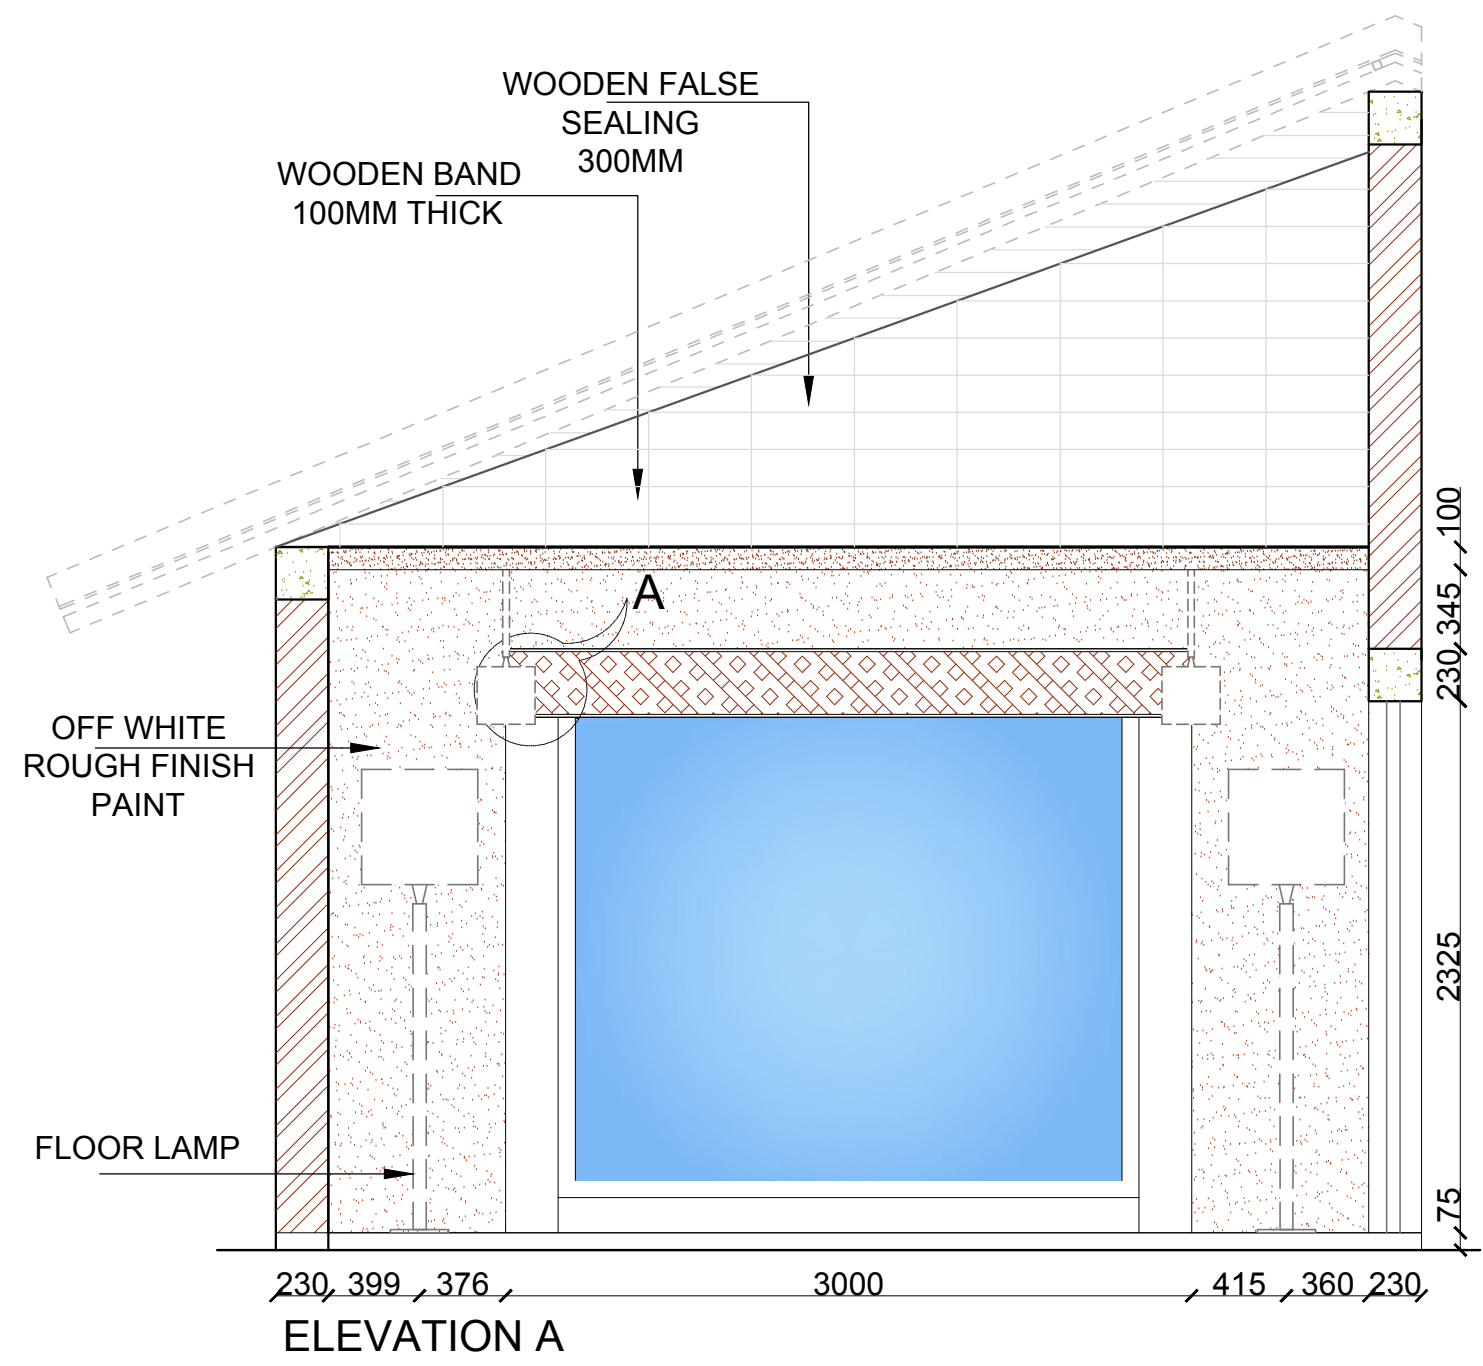 WOODEN FALSE
SEALING
300MM
WOODEN BAND
100MM THICK
A
OFF WHITE
ROUGH FINISH
PAINT
FLOOR LAMP
100
345
230
2325
75
230 399 376 3000 415 360 230
ELEVATION A